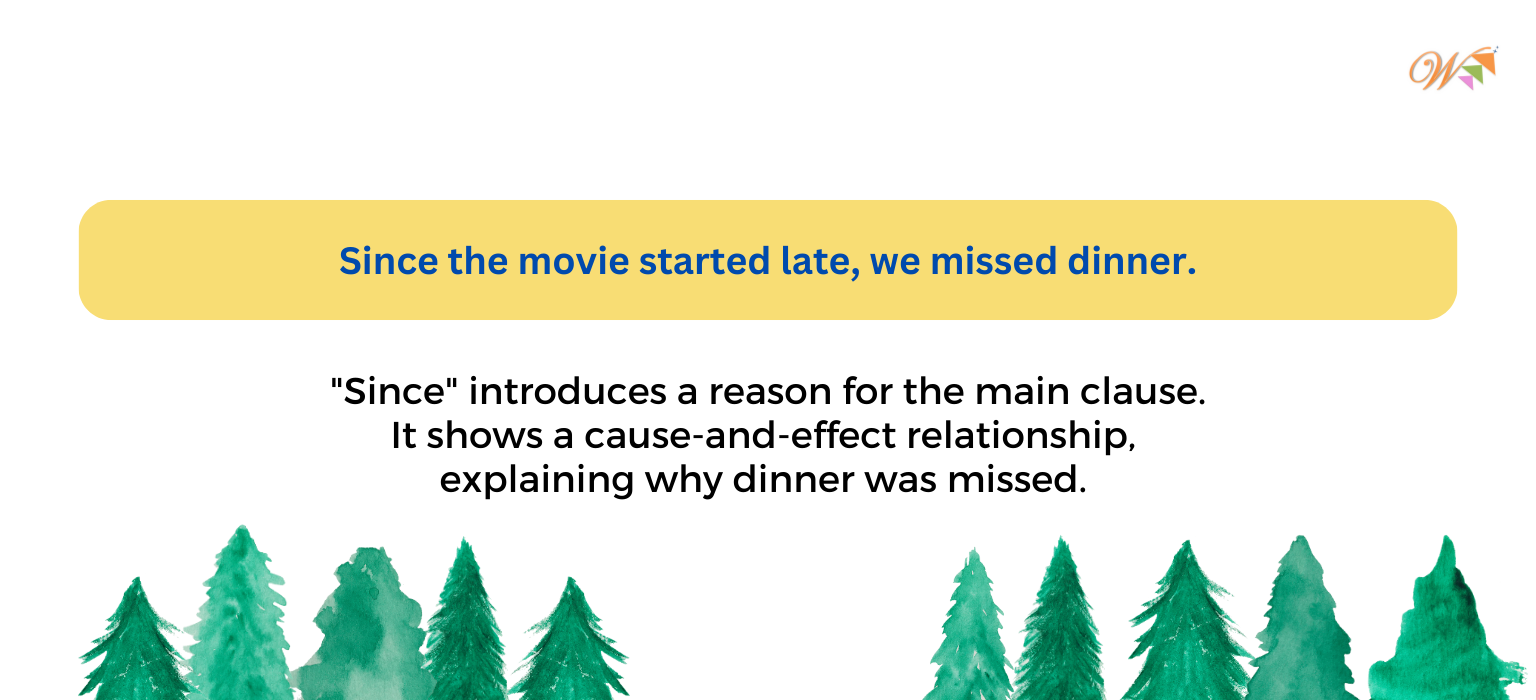 W
Since the movie started late, we missed dinner.
"Since" introduces a reason for the main clause.
It shows a cause-and-effect relationship,
explaining why dinner was missed.